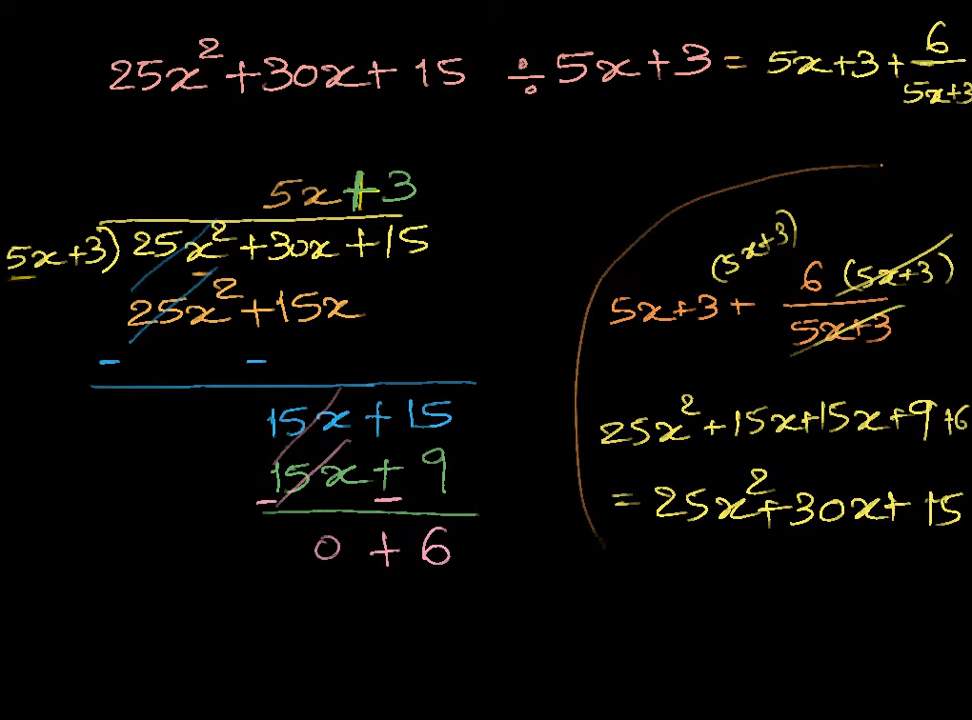 25x² + 30x + 15 ÷ 5x + 3 = 5x + 3 + 6/(5x+3)
5x + 3
5x + 3) 25x² + 30x + 15
25x² + 15x
- -
15x + 15
15x + 9
- -
0 + 6
(5x+3)
5x + 3 + 6(5x+3)/(5x+3)
25x² + 15x + 15x + 9 + 6
= 25x² + 30x + 15